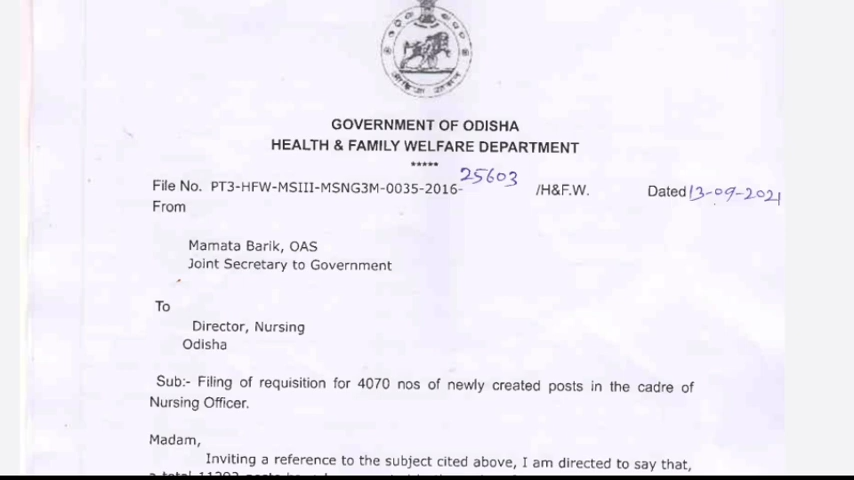 GOVERNMENT OF ODISHA
HEALTH & FAMILY WELFARE DEPARTMENT
*****
File No. PT3-HFW-MSIII-MSNG3M-0035-2016-25603 /H&F.W. Dated 13-09-2021
From
Mamata Barik, OAS
Joint Secretary to Government
To
Director, Nursing
Odisha
Sub:- Filing of requisition for 4070 nos of newly created posts in the cadre of
Nursing Officer.
Madam,
Inviting a reference to the subject cited above, I am directed to say that,
a total